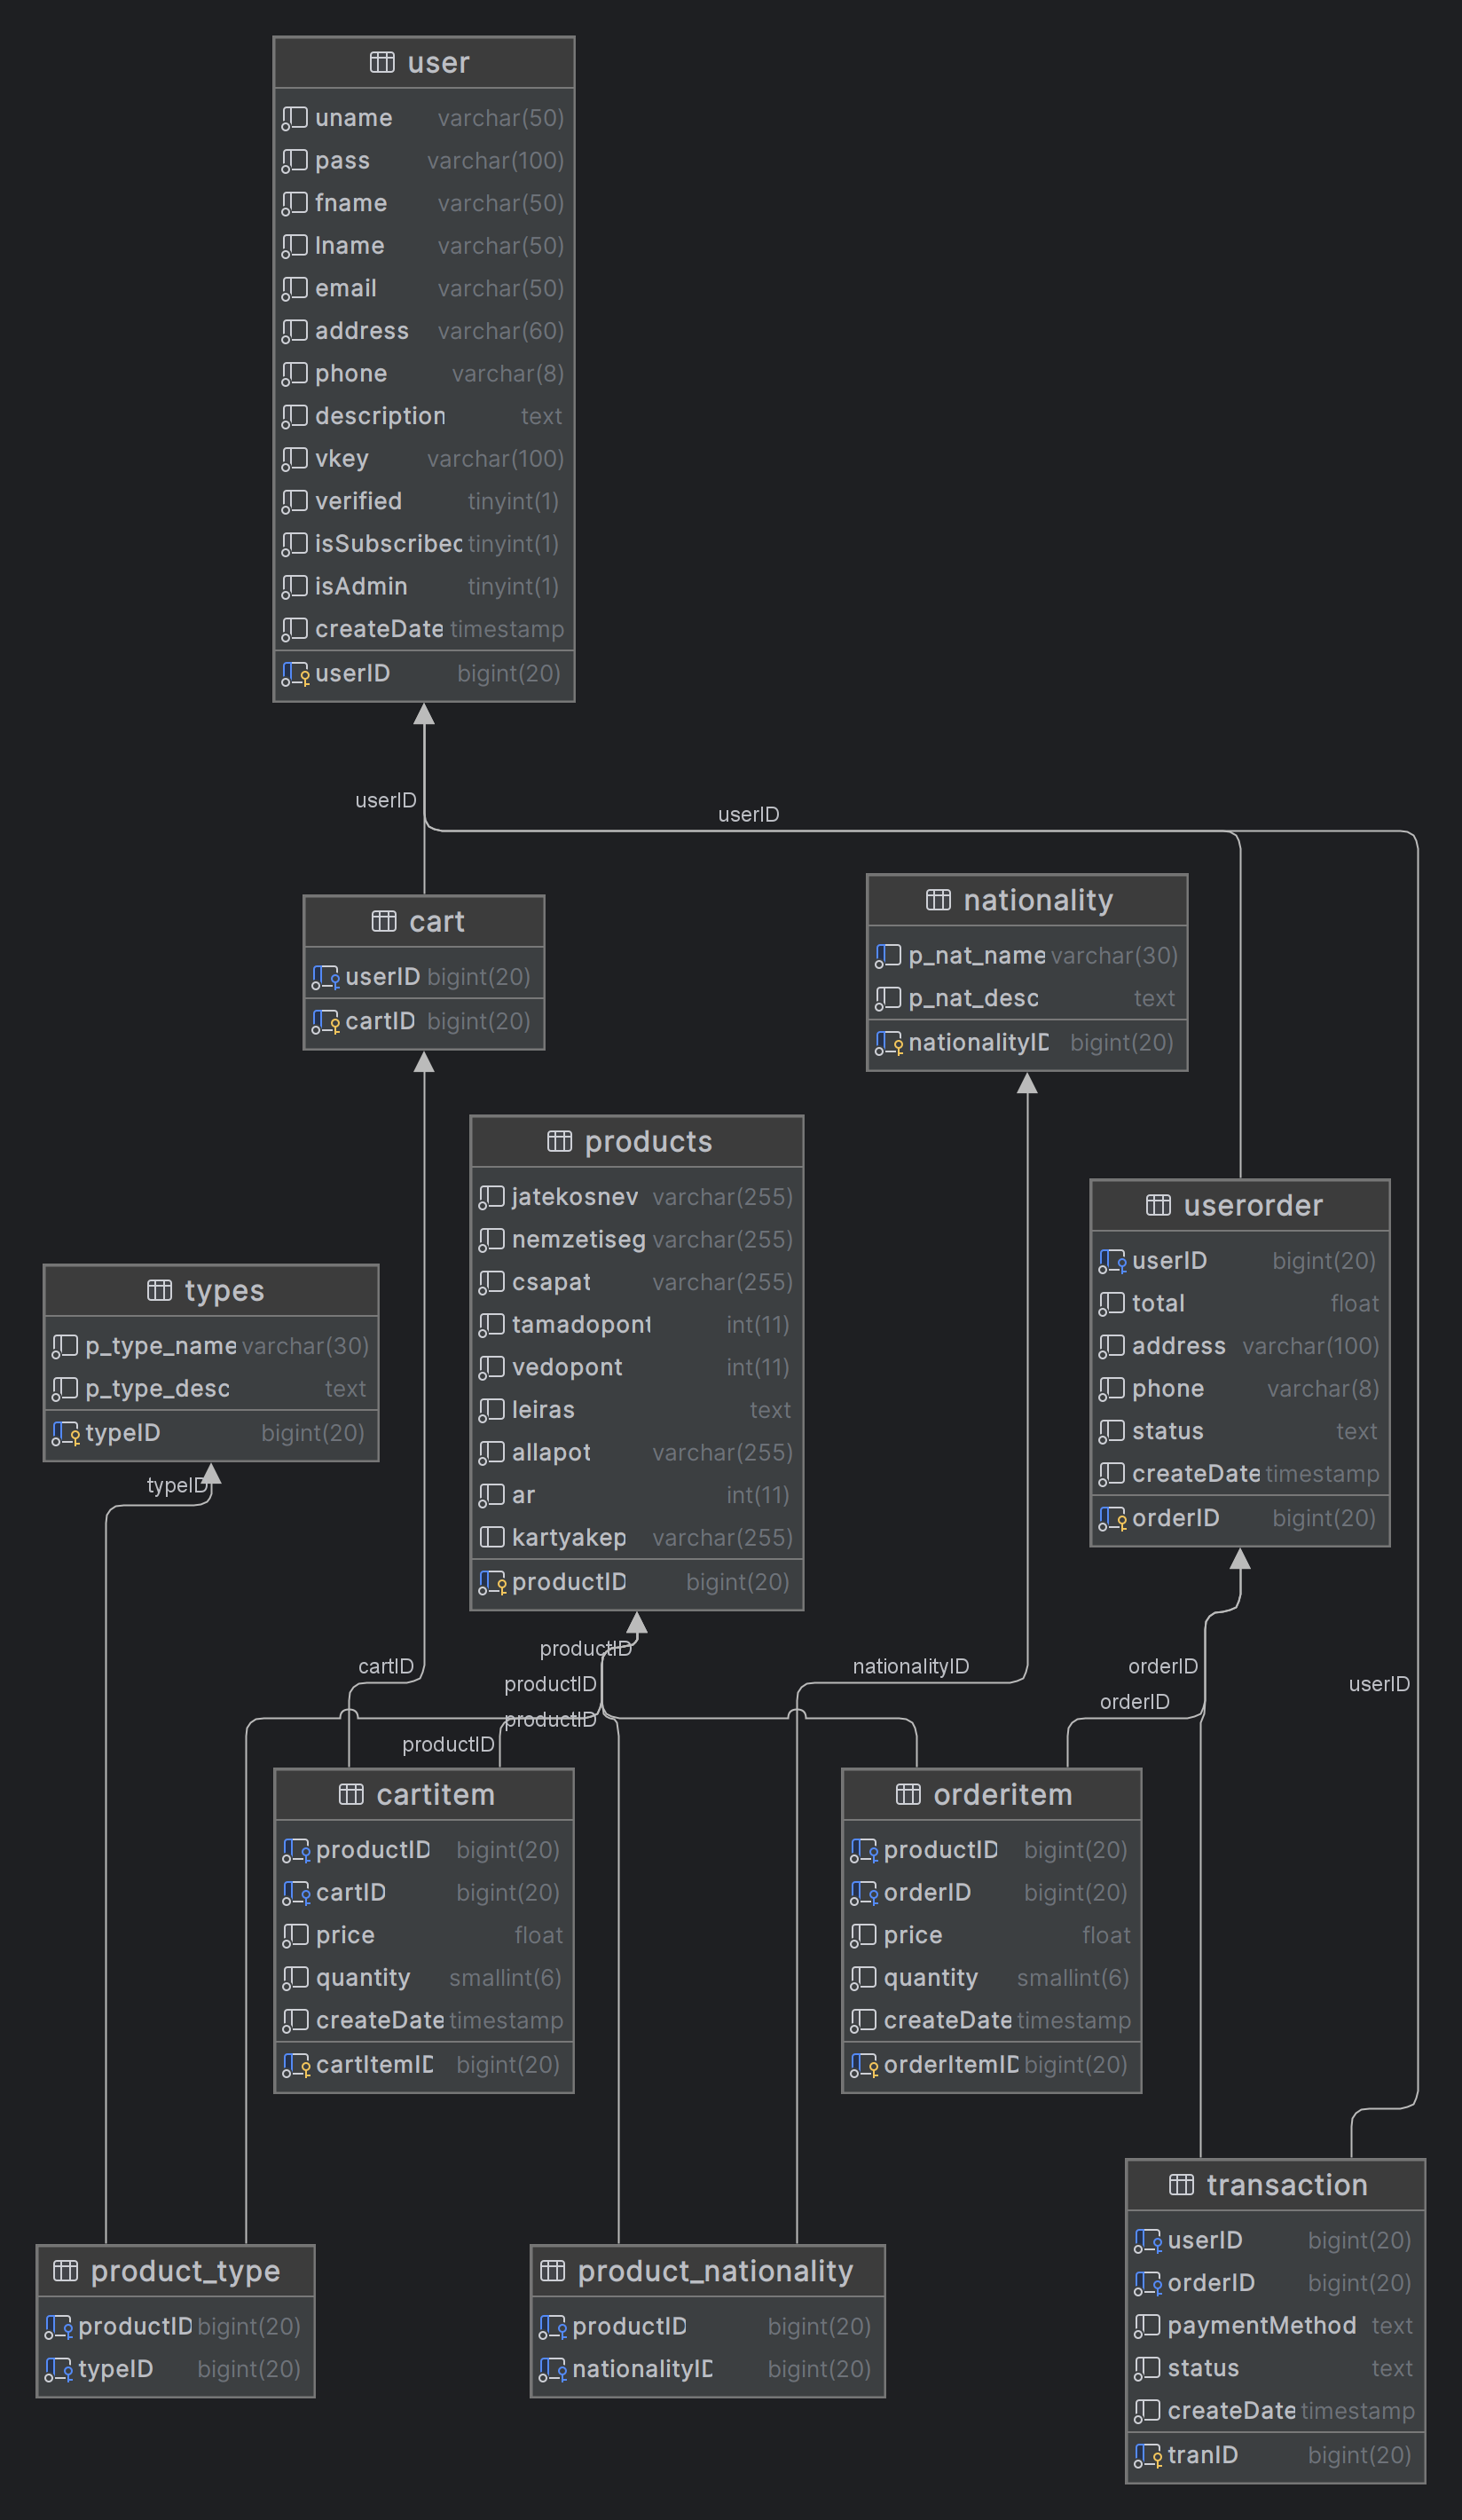 user
uname varchar(50)
pass varchar(100)
fname varchar(50)
lname varchar(50)
email varchar(50)
address varchar(60)
phone varchar(8)
description text
vkey varchar(100)
verified tinyint(1)
isSubscribed tinyint(1)
isAdmin tinyint(1)
createDate timestamp
userID bigint(20)
userID
userID
cart
userID bigint(20)
cartID bigint(20)
nationality
p_nat_name varchar(30)
p_nat_desc text
nationalityID bigint(20)
products
jatekosnev varchar(255)
nemzetiseg varchar(255)
csapat varchar(255)
tamadopont int(11)
vedopont int(11)
leiras text
allapot varchar(255)
ar int(11)
kartyakep varchar(255)
productID bigint(20)
userorder
userID bigint(20)
total float
address varchar(100)
phone varchar(8)
status text
createDate timestamp
orderID bigint(20)
types
p_type_name varchar(30)
p_type_desc text
typeID bigint(20)
typeID
productID
cartID
nationalityID
orderID
productID
userID
orderID
productID
productID
cartitem
productID bigint(20)
cartID bigint(20)
price float
quantity smallint(6)
createDate timestamp
cartItemID bigint(20)
orderitem
productID bigint(20)
orderID bigint(20)
price float
quantity smallint(6)
createDate timestamp
orderItemID bigint(20)
product_type
productID bigint(20)
typeID bigint(20)
product_nationality
productID bigint(20)
nationalityID bigint(20)
transaction
userID bigint(20)
orderID bigint(20)
paymentMethod text
status text
createDate timestamp
tranID bigint(20)